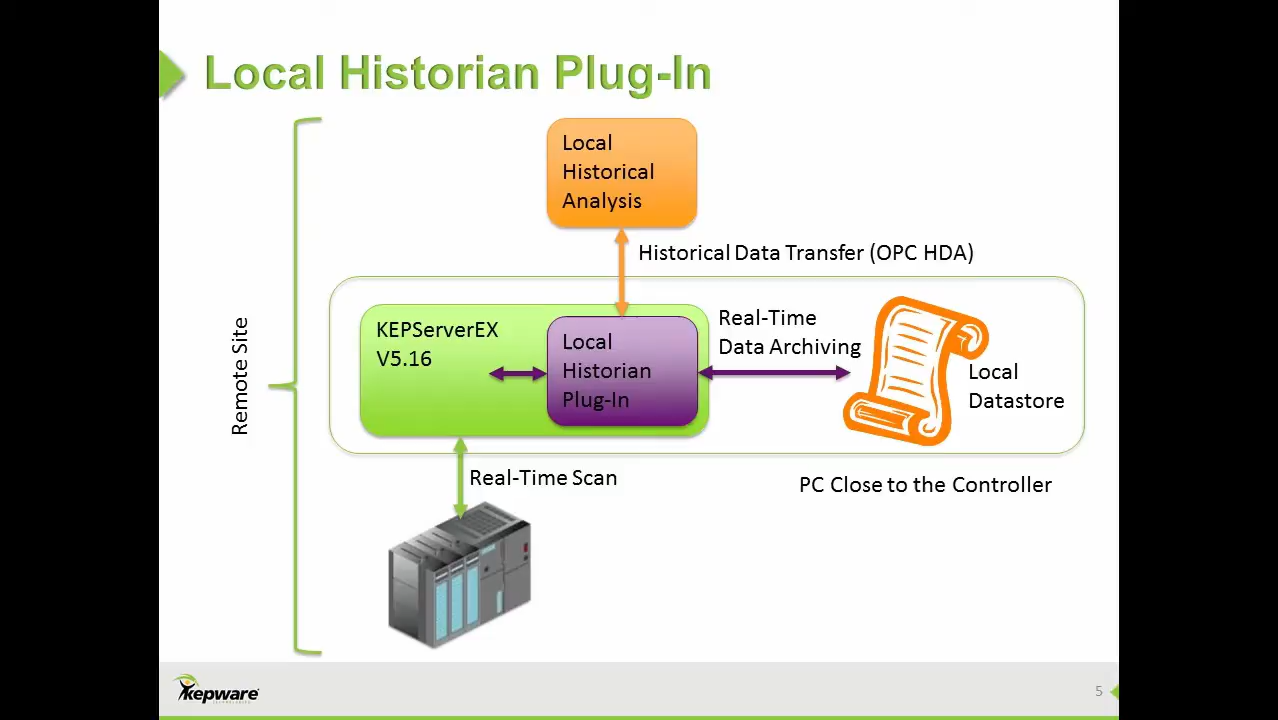 Local Historian Plug-In
Local
Historical
Analysis
Historical Data Transfer (OPC HDA)
Remote Site
KEPServerEX
V5.16
Local
Historian
Plug-In
Real-Time
Data Archiving
Local
Datastore
Real-Time Scan
PC Close to the Controller
kepware
TECHNOLOGIES
5